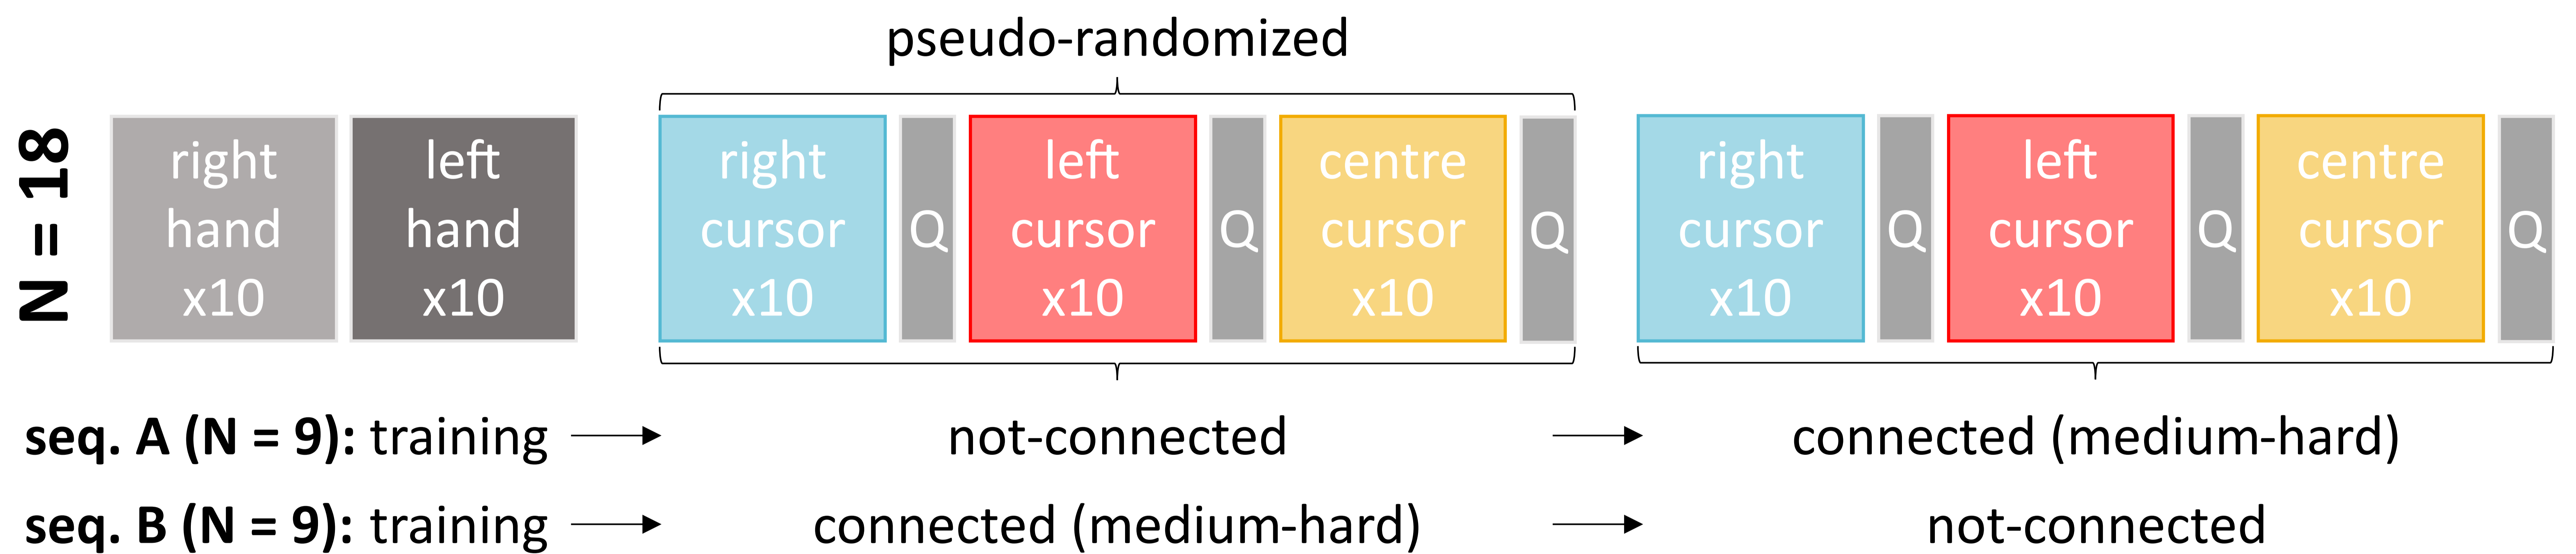 pseudo-randomized
N = 18
right
hand
x10
left
hand
x10
right
cursor
x10
Q
left
cursor
x10
Q
centre
cursor
x10
Q
right
cursor
x10
Q
left
cursor
x10
Q
centre
cursor
x10
Q
seq. A (N = 9): training not-connected connected (medium-hard)
seq. B (N = 9): training connected (medium-hard) not-connected